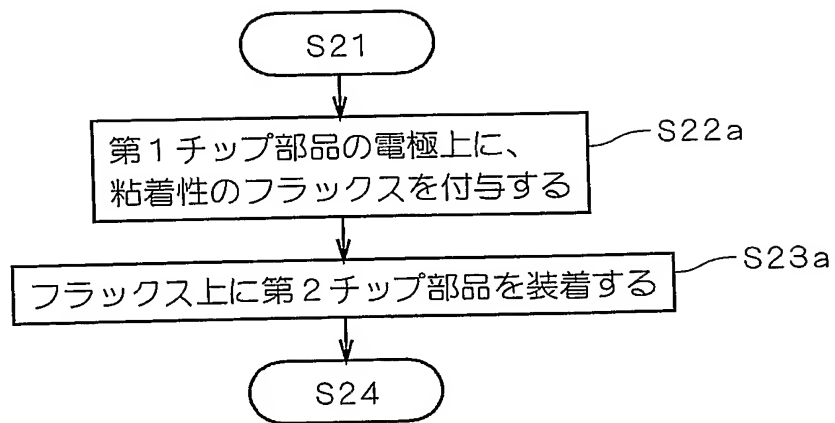 S21
第1チップ部品の電極上に、
粘着性のフラックスを付与する
S22a
フラックス上に第2チップ部品を装着する
S23a
S24